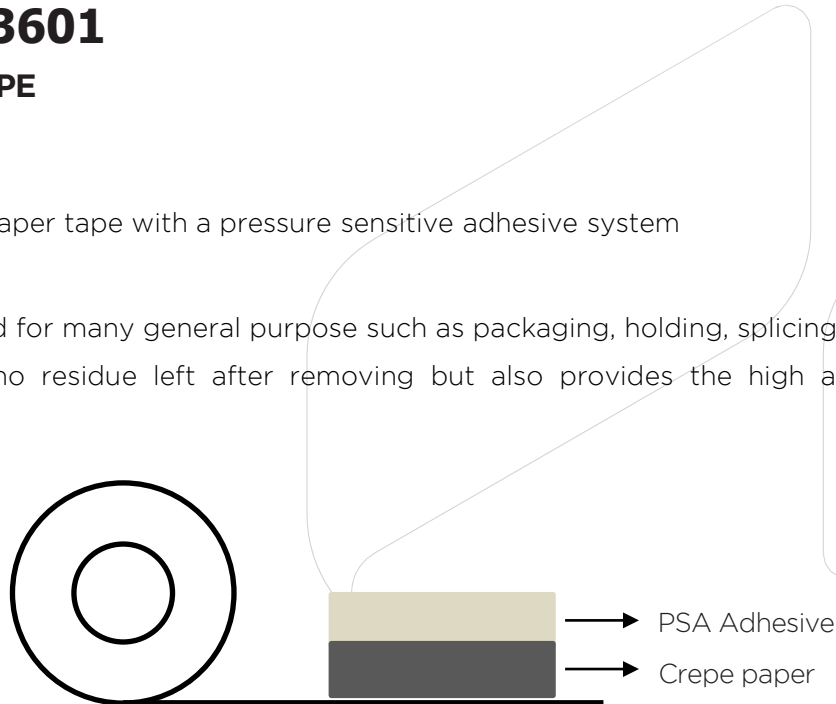 3601
PE
aper tape with a pressure sensitive adhesive system
d for many general purpose such as packaging, holding, splicing
no residue left after removing but also provides the high a
PSA Adhesive
Crepe paper